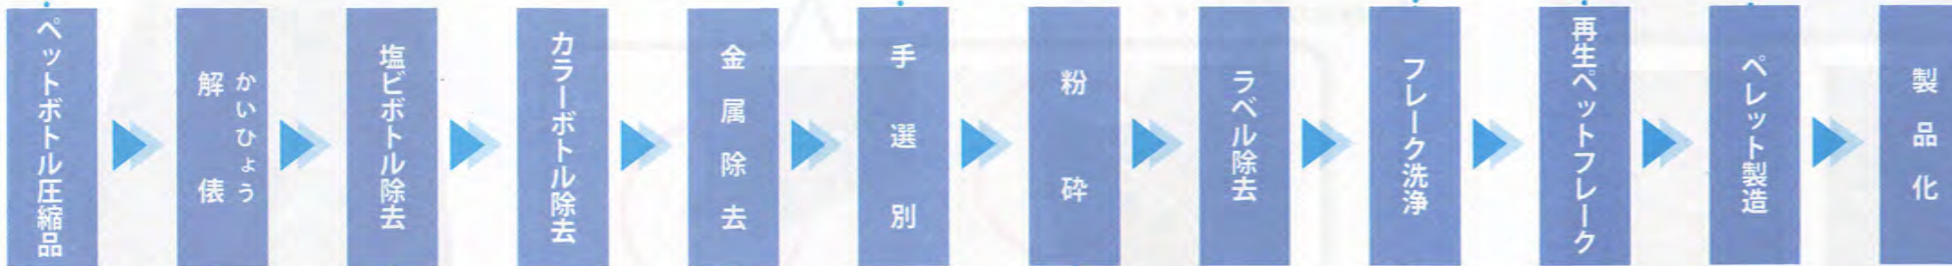 ペットボトル圧縮品
解俵
かいひょう
塩ビボトル除去
カラーボトル除去
金属除去
手選別
粉砕
ラベル除去
フレーク洗浄
再生ペットフレーク
ペレット製造
製品化